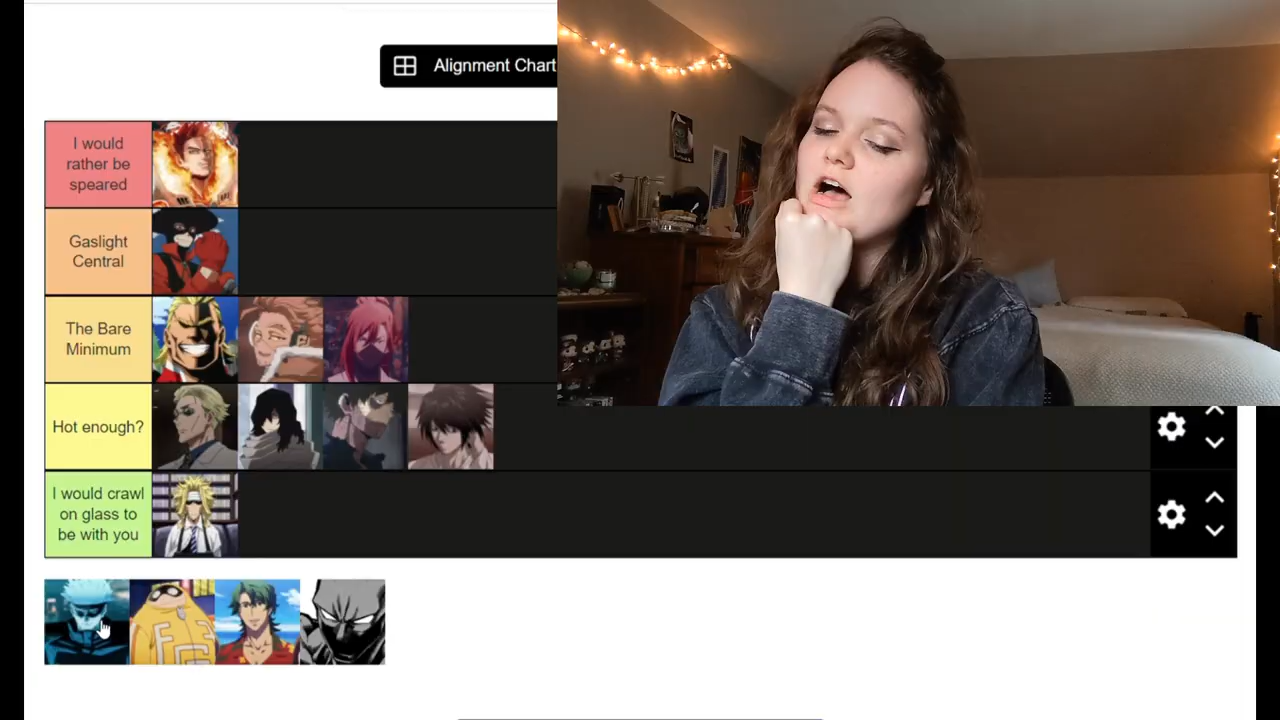 Alignment Chart
I would
rather be
speared
Gaslight
Central
The Bare
Minimum
Hot enough?
I would crawl
on glass to
be with you